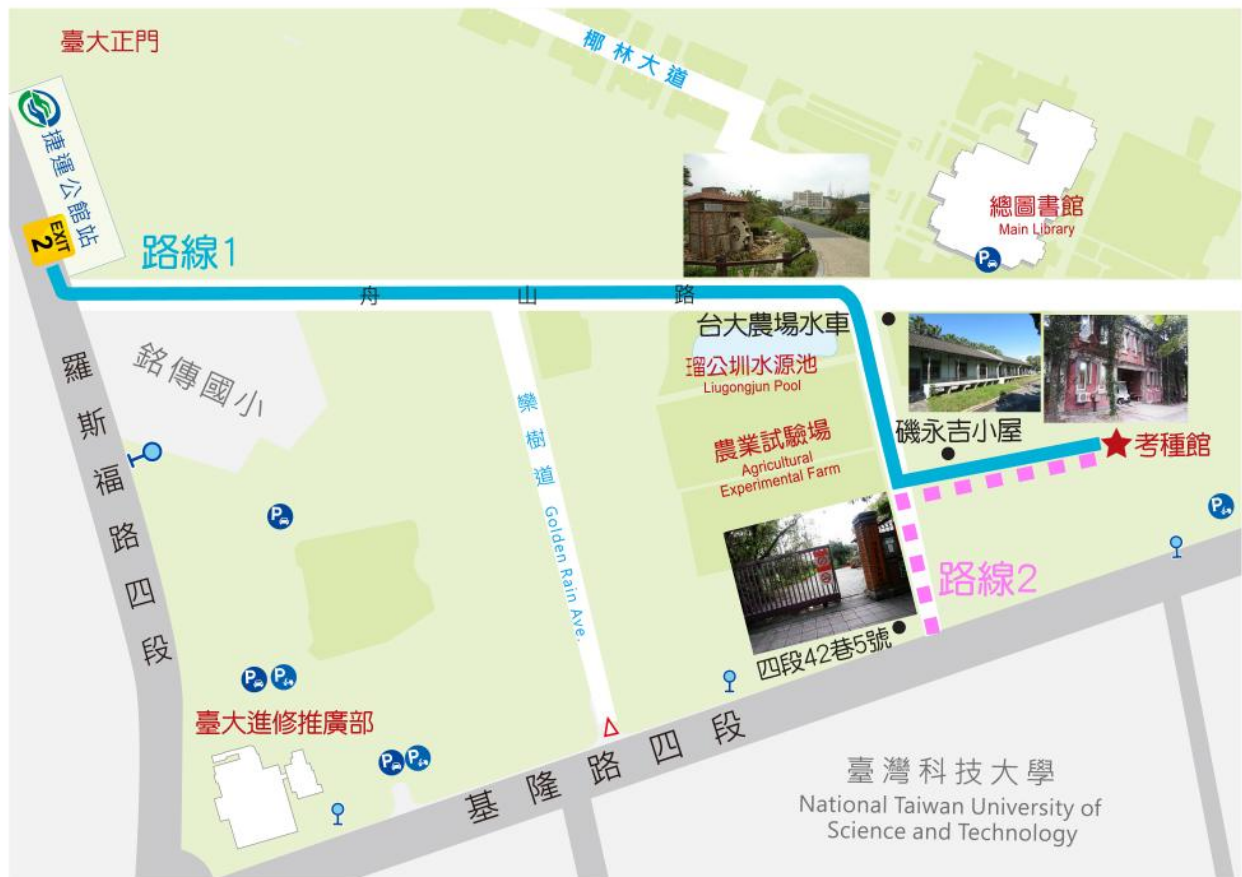 臺大正門
椰林大道
捷運公館站
EXIT
2
路線1
總圖書館
Main Library
P
舟山路
台大農場水車
瑠公圳水源池
Liugongjun Pool
羅斯福路四段
銘傳國小
欒樹道 Golden Rain Ave.
農業試驗場
Agricultural
Experimental Farm
磯永吉小屋
考種館
P
P
路線2
四段42巷5號
P
P
臺大進修推廣部
P
P
基隆路四段
臺灣科技大學
National Taiwan University of
Science and Technology